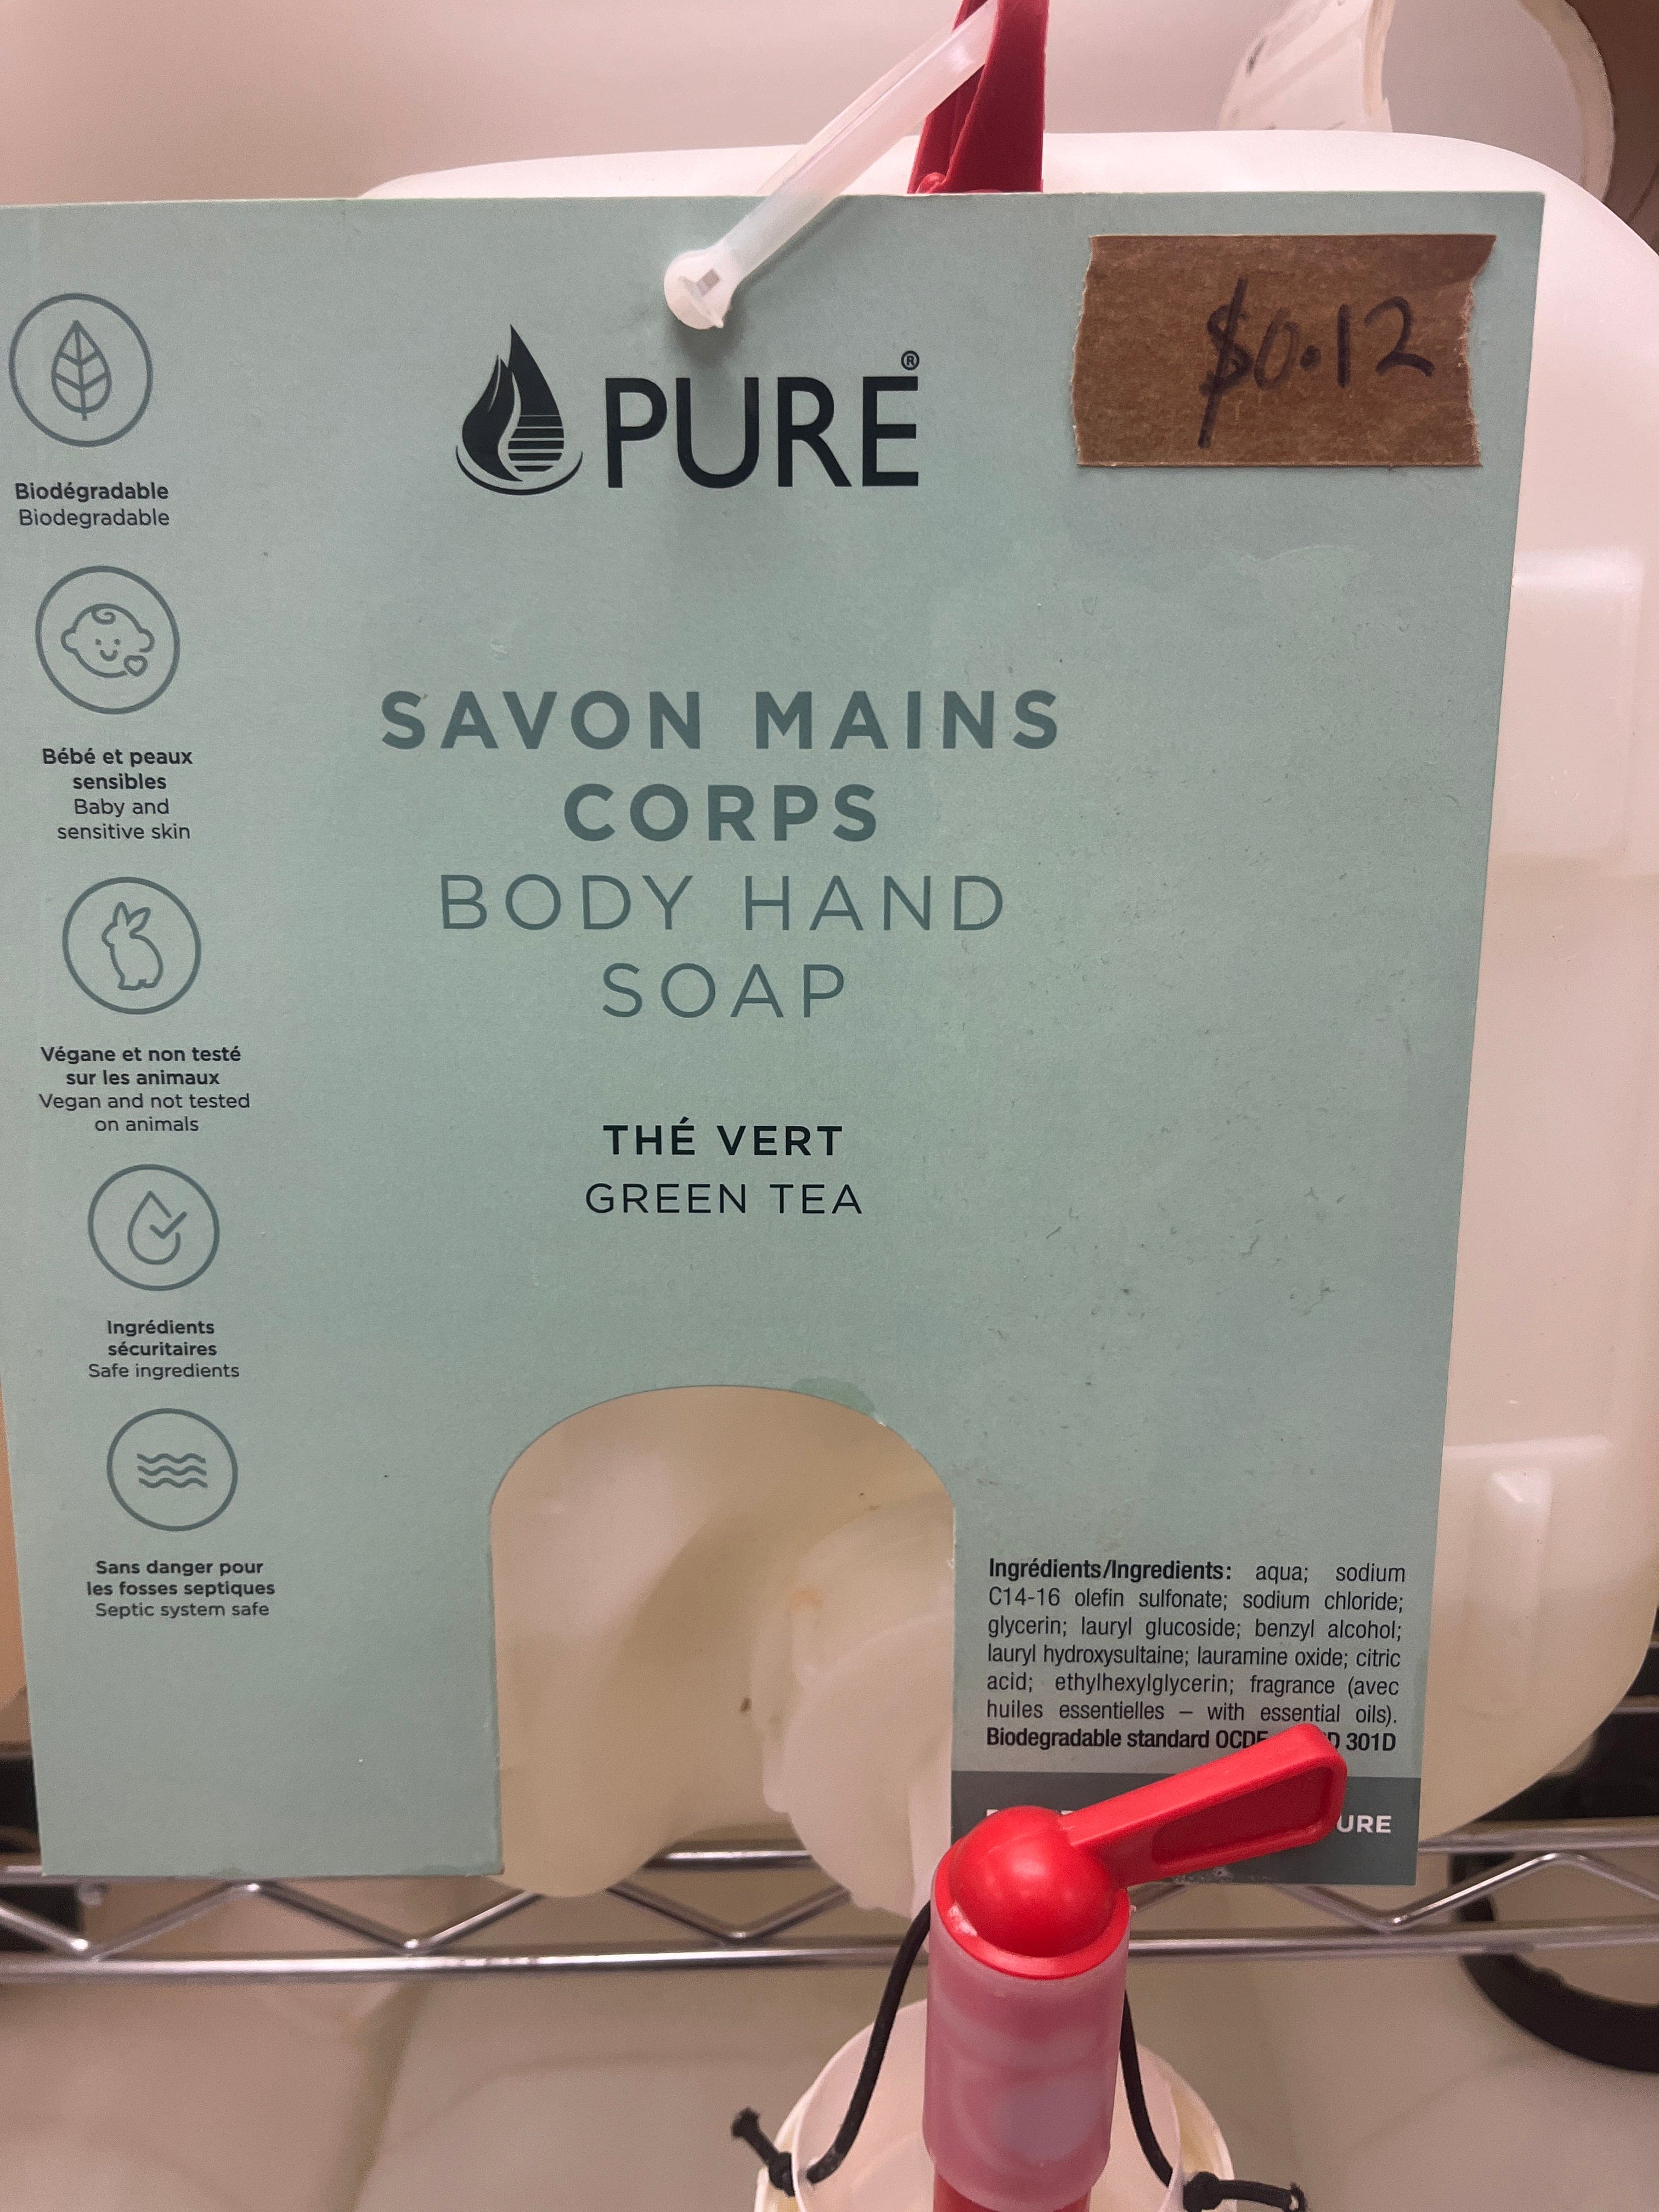 $0.12
PURE®
Biodégradable
Biodegradable
Bébé et peaux
sensibles
Baby and
sensitive skin
Végane et non testé
sur les animaux
Vegan and not tested
on animals
Ingrédients
sécuritaires
Safe ingredients
Sans danger pour
les fosses septiques
Septic system safe
SAVON MAINS
CORPS
BODY HAND
SOAP
THÉ VERT
GREEN TEA
Ingrédients/Ingredients: aqua; sodium
C14-16 olefin sulfonate; sodium chloride;
glycerin; lauryl glucoside; benzyl alcohol;
lauryl hydroxysultaine; lauramine oxide; citric
acid; ethylhexylglycerin; fragrance (avec
huiles essentielles – with essential oils).
Biodegradable standard OCDE 301D
URE